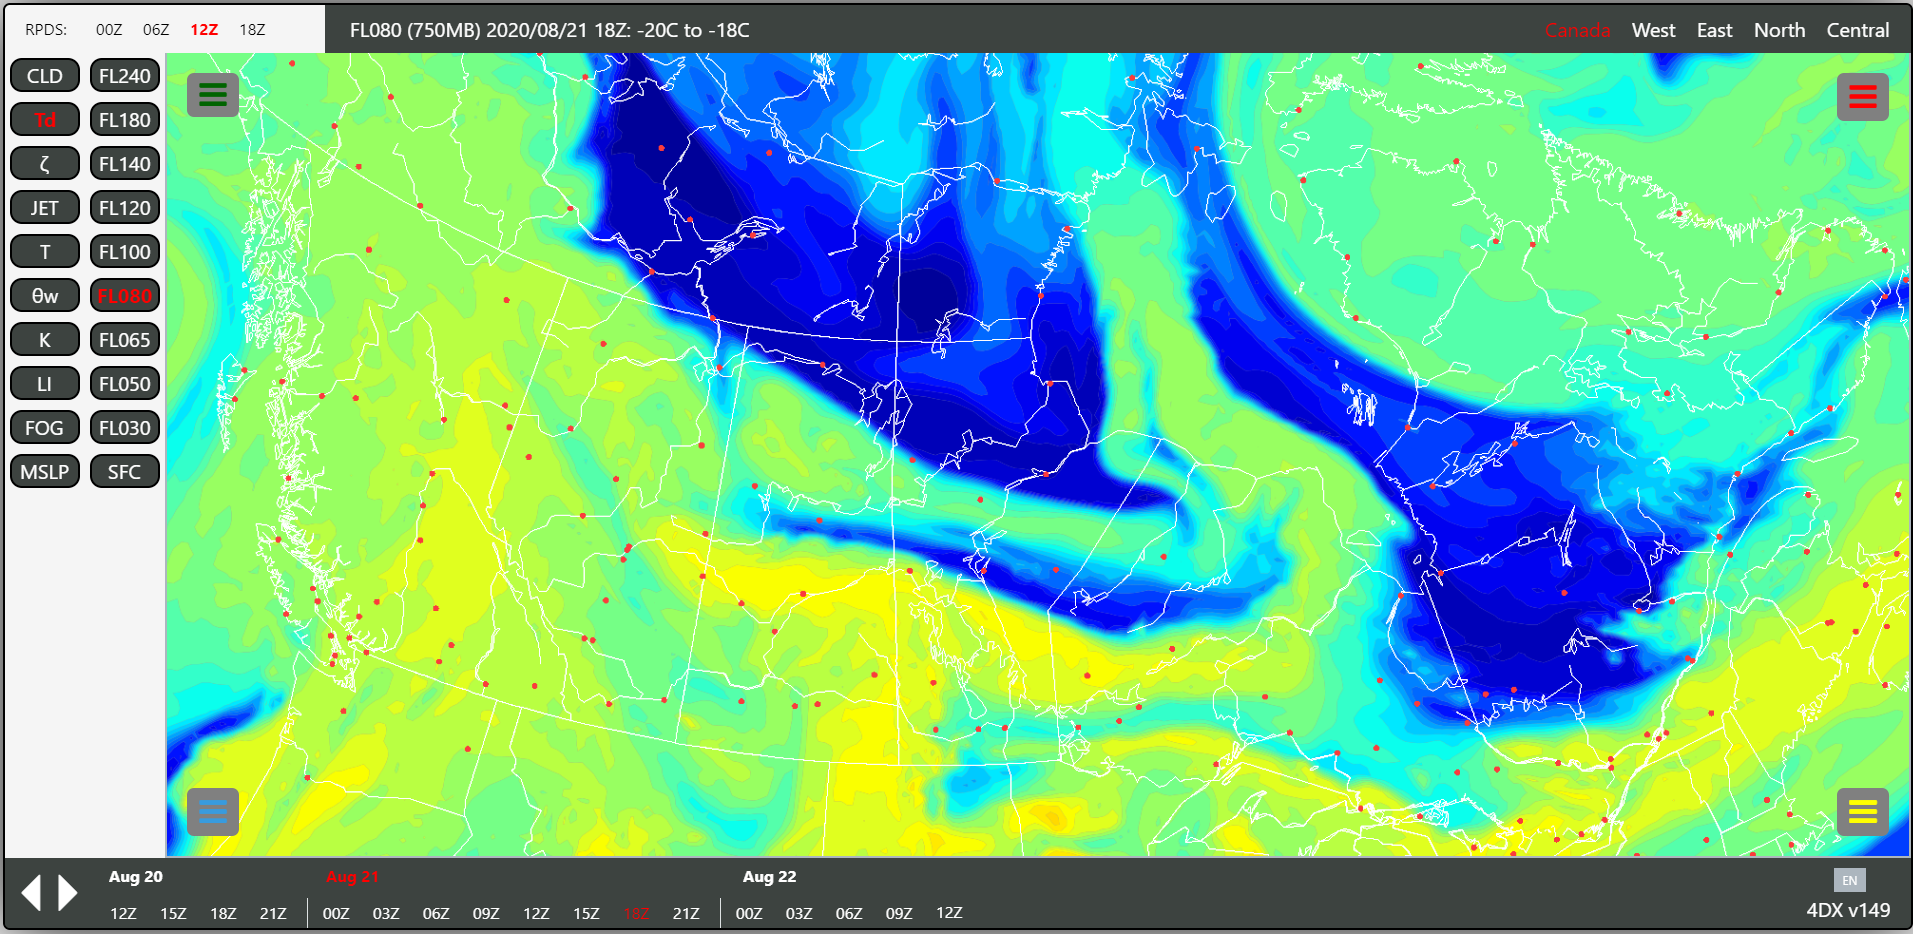 RPDS: 00Z 06Z 12Z 18Z
FL080 (750MB) 2020/08/21 18Z: -20C to -18C
Canada West East North Central
CLD FL240
Td FL180
ζ FL140
JET FL120
T FL100
θw FL080
K FL065
LI FL050
FOG FL030
MSLP SFC
Aug 20 Aug 21 Aug 22
12Z 15Z 18Z 21Z 00Z 03Z 06Z 09Z 12Z 15Z 18Z 21Z 00Z 03Z 06Z 09Z 12Z
EN
4DX v149